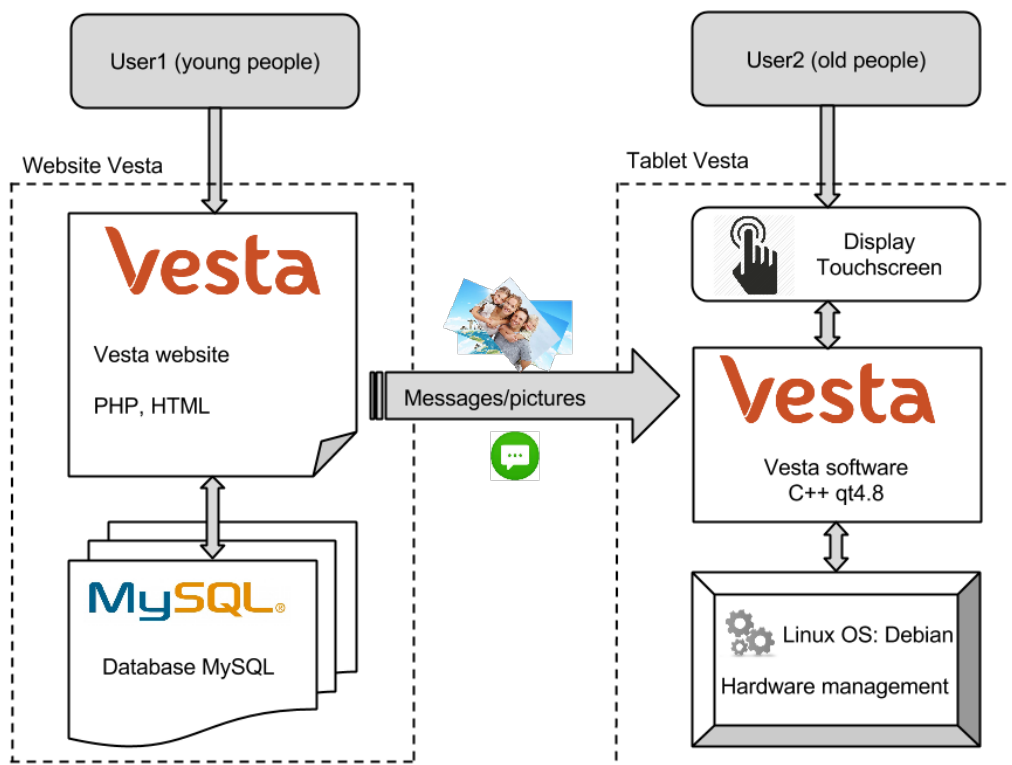 User1 (young people)
User2 (old people)
Website Vesta
Tablet Vesta
Vesta
Vesta website
PHP, HTML
Display
Touchscreen
Messages/pictures
Vesta
Vesta software
C++ qt4.8
MySQL®
Database MySQL
Linux OS: Debian
Hardware management